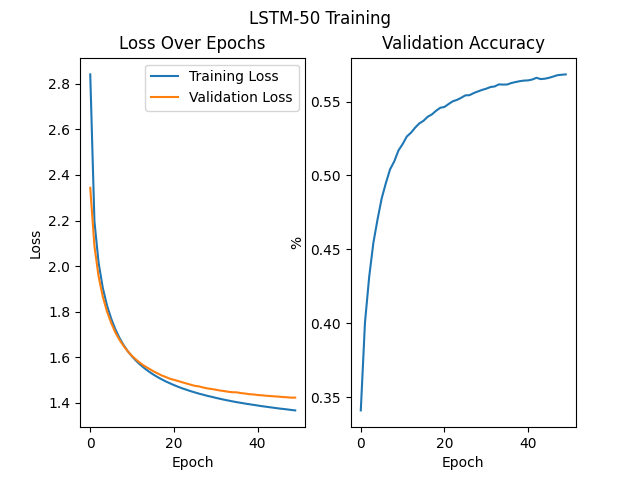 LSTM-50 Training
Loss Over Epochs
Training Loss
Validation Loss
Loss
2.8
2.6
2.4
2.2
2.0
1.8
1.6
1.4
0
20
40
Epoch
Validation Accuracy
%
0.55
0.50
0.45
0.40
0.35
0
20
40
Epoch